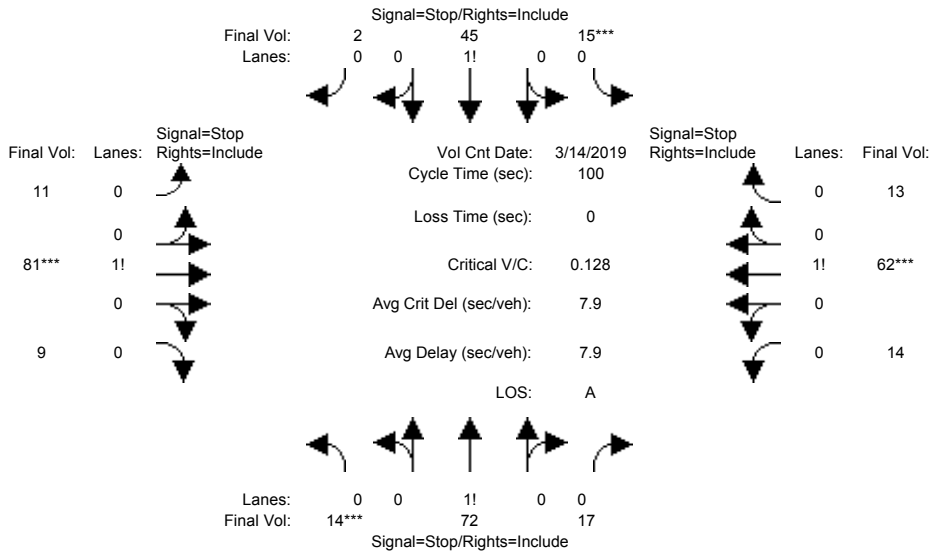 Signal=Stop/Rights=Include
Final Vol: 2 45 15***
Lanes: 0 0 1! 0 0
Signal=Stop Signal=Stop
Final Vol: Lanes: Rights=Include Vol Cnt Date: 3/14/2019 Rights=Include Lanes: Final Vol:
Cycle Time (sec): 100
11 0 0 13
Loss Time (sec): 0
0 0
81*** 1! Critical V/C: 0.128 1! 62***
0 Avg Crit Del (sec/veh): 7.9 0
9 0 Avg Delay (sec/veh): 7.9 0 14
LOS: A
Lanes: 0 0 1! 0 0
Final Vol: 14*** 72 17
Signal=Stop/Rights=Include